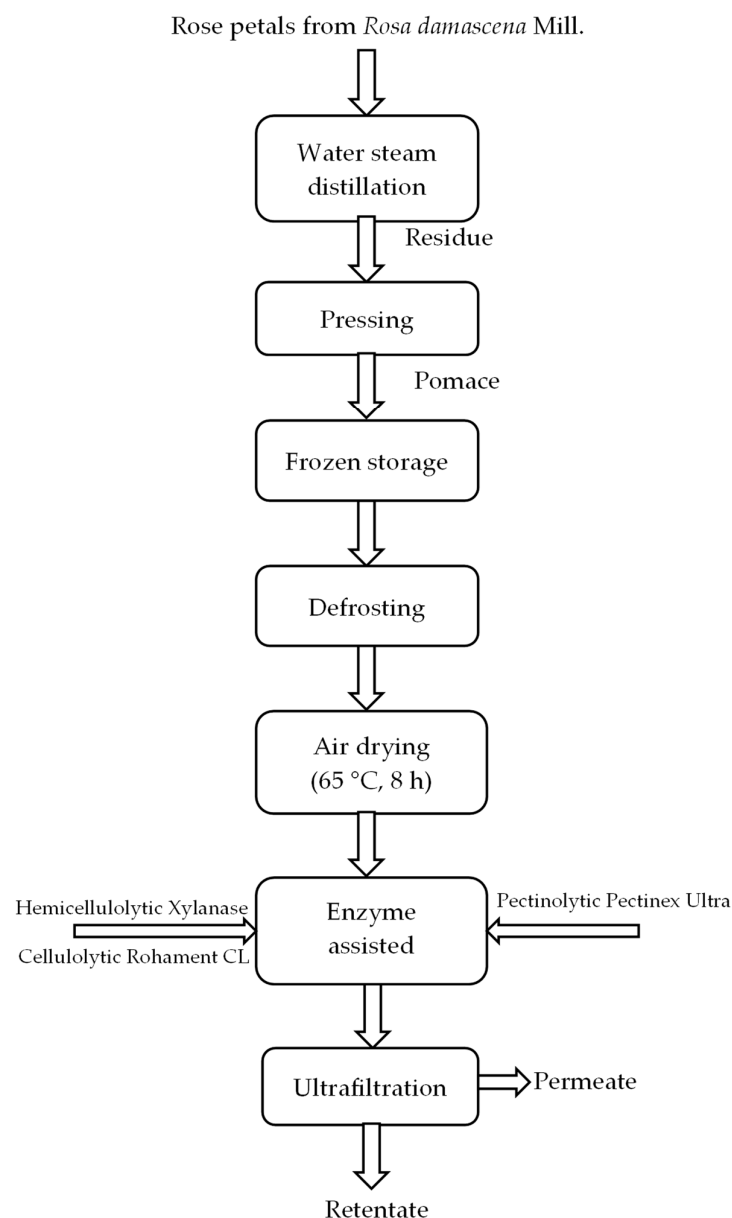 Rose petals from Rosa damascena Mill.
Water steam
distillation
Residue
Pressing
Pomace
Frozen storage
Defrosting
Air drying
(65 °C, 8 h)
Hemicellulolytic Xylanase
Cellulolytic Rohament CL
Enzyme
assisted
Pectinolytic Pectinex Ultra
Ultrafiltration
Permeate
Retentate